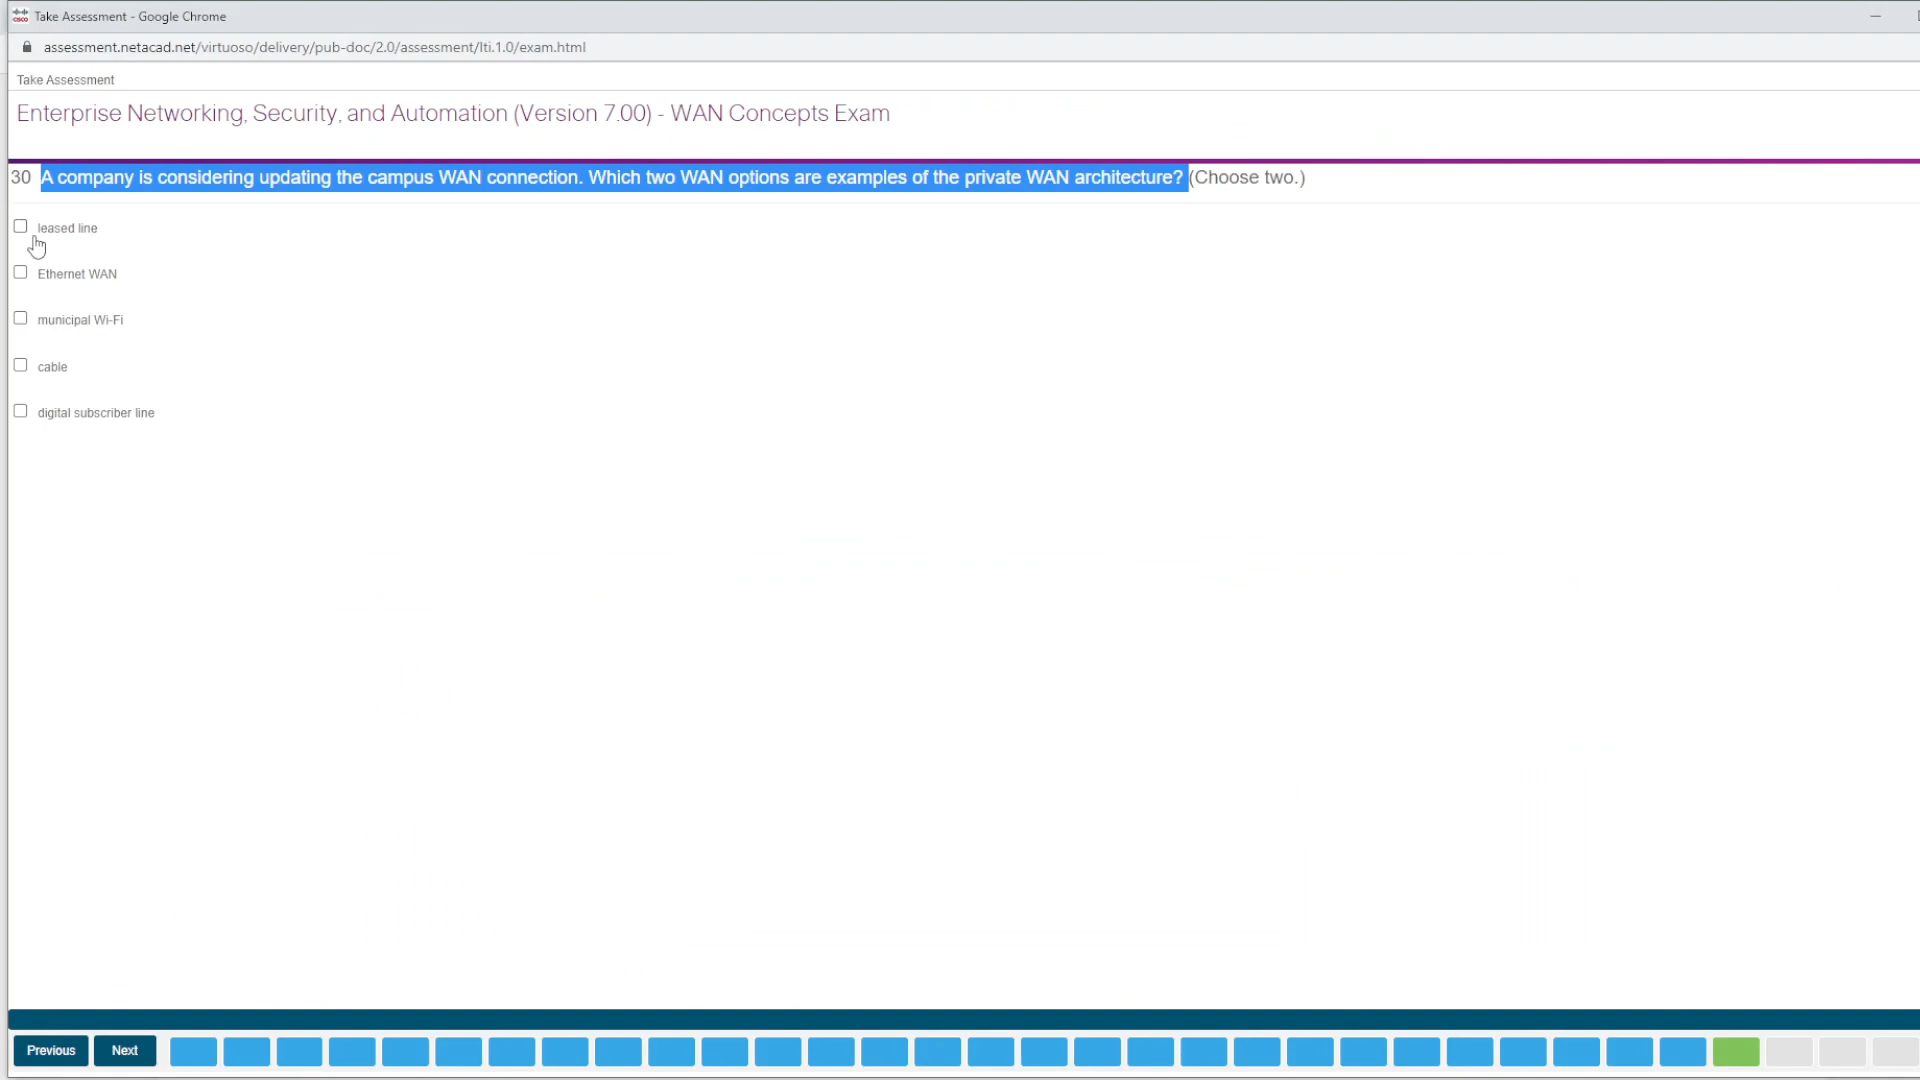 Take Assessment - Google Chrome
assessment.netacad.net/virtuoso/delivery/pub-doc/2.0/assessment/lti.1.0/exam.html
Take Assessment
Enterprise Networking, Security, and Automation (Version 7.00) - WAN Concepts Exam
30 A company is considering updating the campus WAN connection. Which two WAN options are examples of the private WAN architecture? (Choose two.)
leased line
Ethernet WAN
municipal Wi-Fi
cable
digital subscriber line
Previous Next